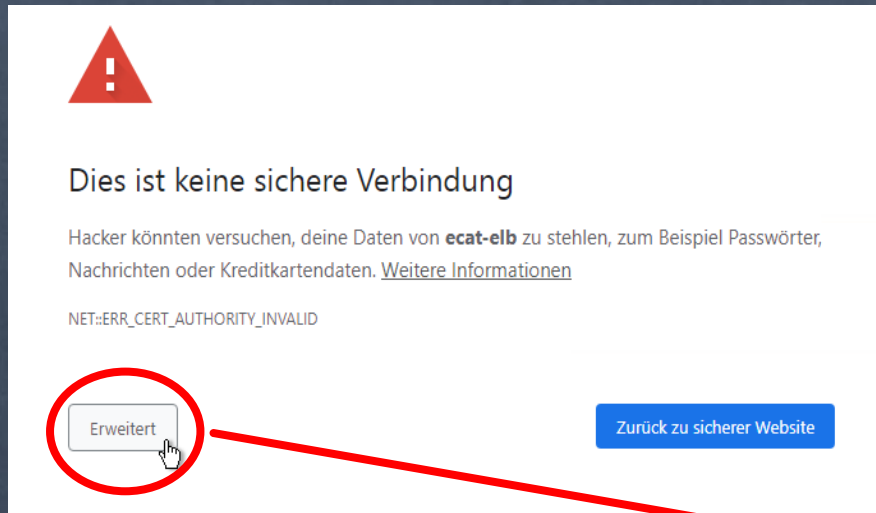 Dies ist keine sichere Verbindung
Hacker könnten versuchen, deine Daten von ecat-elb zu stehlen, zum Beispiel Passwörter,
Nachrichten oder Kreditkartendaten. Weitere Informationen
NET::ERR_CERT_AUTHORITY_INVALID
Erweitert
Zurück zu sicherer Website